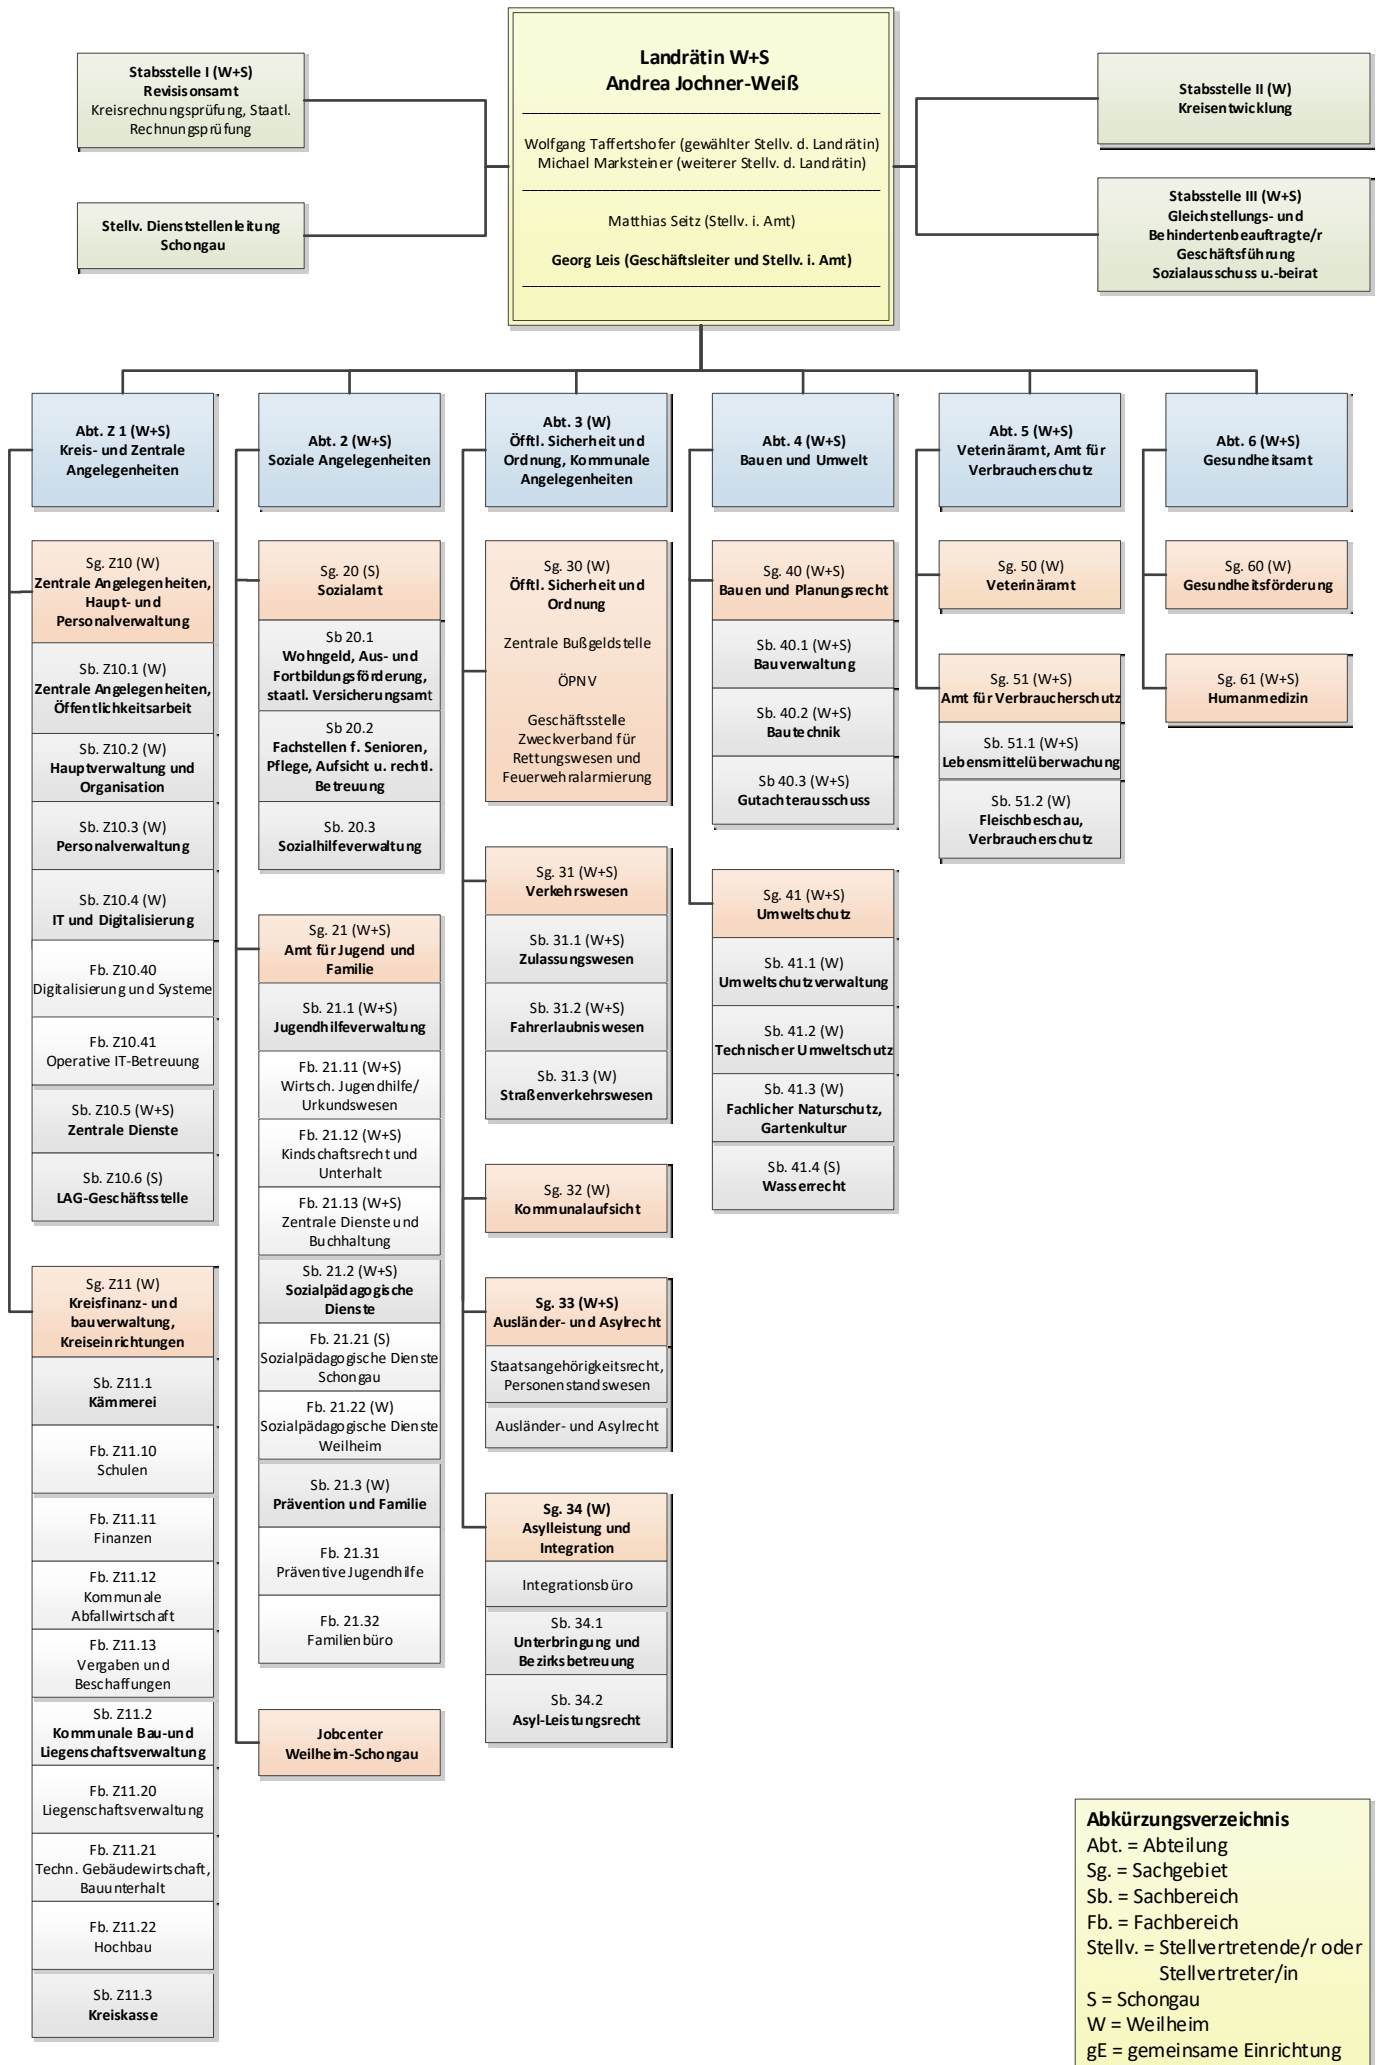 Landrätin W+S
Andrea Jochner-Weiß
Wolfgang Taffertshofer (gewählter Stellv. d. Landrätin)
Michael Marksteiner (weiterer Stellv. d. Landrätin)
Matthias Seitz (Stellv. i. Amt)
Georg Leis (Geschäftsleiter und Stellv. i. Amt)
Stabsstelle I (W+S)
Revisisonsamt
Kreisrechnungsprüfung, Staatl.
Rechnungsprüfung
Stellv. Dienststellenleitung
Schongau
Stabsstelle II (W)
Kreisentwicklung
Stabsstelle III (W+S)
Gleichstellungs- und
Behindertenbeauftragte/r
Geschäftsführung
Sozialausschuss u.-beirat
Abt. Z 1 (W+S)
Kreis- und Zentrale
Angelegenheiten
Sg. Z10 (W)
Zentrale Angelegenheiten,
Haupt- und
Personalverwaltung
Sb. Z10.1 (W)
Zentrale Angelegenheiten,
Öffentlichkeitsarbeit
Sb. Z10.2 (W)
Hauptverwaltung und
Organisation
Sb. Z10.3 (W)
Personalverwaltung
Sb. Z10.4 (W)
IT und Digitalisierung
Fb. Z10.40
Digitalisierung und Systeme
Fb. Z10.41
Operative IT-Betreuung
Sb. Z10.5 (W+S)
Zentrale Dienste
Sb. Z10.6 (S)
LAG-Geschäftsstelle
Sg. Z11 (W)
Kreisfinanz- und
bauverwaltung,
Kreiseinrichtungen
Sb. Z11.1
Kämmerei
Fb. Z11.10
Schulen
Fb. Z11.11
Finanzen
Fb. Z11.12
Kommunale
Abfallwirtschaft
Fb. Z11.13
Vergaben und
Beschaffungen
Sb. Z11.2
Kommunale Bau-und
Liegenschaftsverwaltung
Fb. Z11.20
Liegenschaftsverwaltung
Fb. Z11.21
Techn. Gebäudewirtschaft,
Bauunterhalt
Fb. Z11.22
Hochbau
Sb. Z11.3
Kreiskasse
Abt. 2 (W+S)
Soziale Angelegenheiten
Sg. 20 (S)
Sozialamt
Sb 20.1
Wohngeld, Aus- und
Fortbildungsförderung,
staatl. Versicherungsamt
Sb 20.2
Fachstellen f. Senioren,
Pflege, Aufsicht u. rechtl.
Betreuung
Sb. 20.3
Sozialhilfeverwaltung
Sg. 21 (W+S)
Amt für Jugend und
Familie
Sb. 21.1 (W+S)
Jugendhilfeverwaltung
Fb. 21.11 (W+S)
Wirtsch. Jugendhilfe/
Urkundswesen
Fb. 21.12 (W+S)
Kindschaftsrecht und
Unterhalt
Fb. 21.13 (W+S)
Zentrale Dienste und
Buchhaltung
Sb. 21.2 (W+S)
Sozialpädagogische
Dienste
Fb. 21.21 (S)
Sozialpädagogische Dienste
Schongau
Fb. 21.22 (W)
Sozialpädagogische Dienste
Weilheim
Sb. 21.3 (W)
Prävention und Familie
Fb. 21.31
Präventive Jugendhilfe
Fb. 21.32
Familienbüro
Jobcenter
Weilheim-Schongau
Abt. 3 (W)
Öfftl. Sicherheit und
Ordnung, Kommunale
Angelegenheiten
Sg. 30 (W)
Öfftl. Sicherheit und
Ordnung
Zentrale Bußgeldstelle
ÖPNV
Geschäftsstelle
Zweckverband für
Rettungswesen und
Feuerwehralarmierung
Sg. 31 (W+S)
Verkehrswesen
Sb. 31.1 (W+S)
Zulassungswesen
Sb. 31.2 (W+S)
Fahrerlaubniswesen
Sb. 31.3 (W)
Straßenverkehrswesen
Sg. 32 (W)
Kommunalaufsicht
Sg. 33 (W+S)
Ausländer- und Asylrecht
Staatsangehörigkeitsrecht,
Personenstandswesen
Ausländer- und Asylrecht
Sg. 34 (W)
Asylleistung und
Integration
Integrationsbüro
Sb. 34.1
Unterbringung und
Bezirksbetreuung
Sb. 34.2
Asyl-Leistungsrecht
Abt. 4 (W+S)
Bauen und Umwelt
Sg. 40 (W+S)
Bauen und Planungsrecht
Sb. 40.1 (W+S)
Bauverwaltung
Sb. 40.2 (W+S)
Bautechnik
Sb 40.3 (W+S)
Gutachterausschuss
Sg. 41 (W+S)
Umweltschutz
Sb. 41.1 (W)
Umweltschutzverwaltung
Sb. 41.2 (W)
Technischer Umweltschutz
Sb. 41.3 (W)
Fachlicher Naturschutz,
Gartenkultur
Sb. 41.4 (S)
Wasserrecht
Abt. 5 (W+S)
Veterinäramt, Amt für
Verbraucherschutz
Sg. 50 (W)
Veterinäramt
Sg. 51 (W+S)
Amt für Verbraucherschutz
Sb. 51.1 (W+S)
Lebensmittelüberwachung
Sb. 51.2 (W)
Fleischbeschau,
Verbraucherschutz
Abt. 6 (W+S)
Gesundheitsamt
Sg. 60 (W)
Gesundheitsförderung
Sg. 61 (W+S)
Humanmedizin
Abkürzungsverzeichnis
Abt. = Abteilung
Sg. = Sachgebiet
Sb. = Sachbereich
Fb. = Fachbereich
Stellv. = Stellvertretende/r oder
Stellvertreter/in
S = Schongau
W = Weilheim
gE = gemeinsame Einrichtung